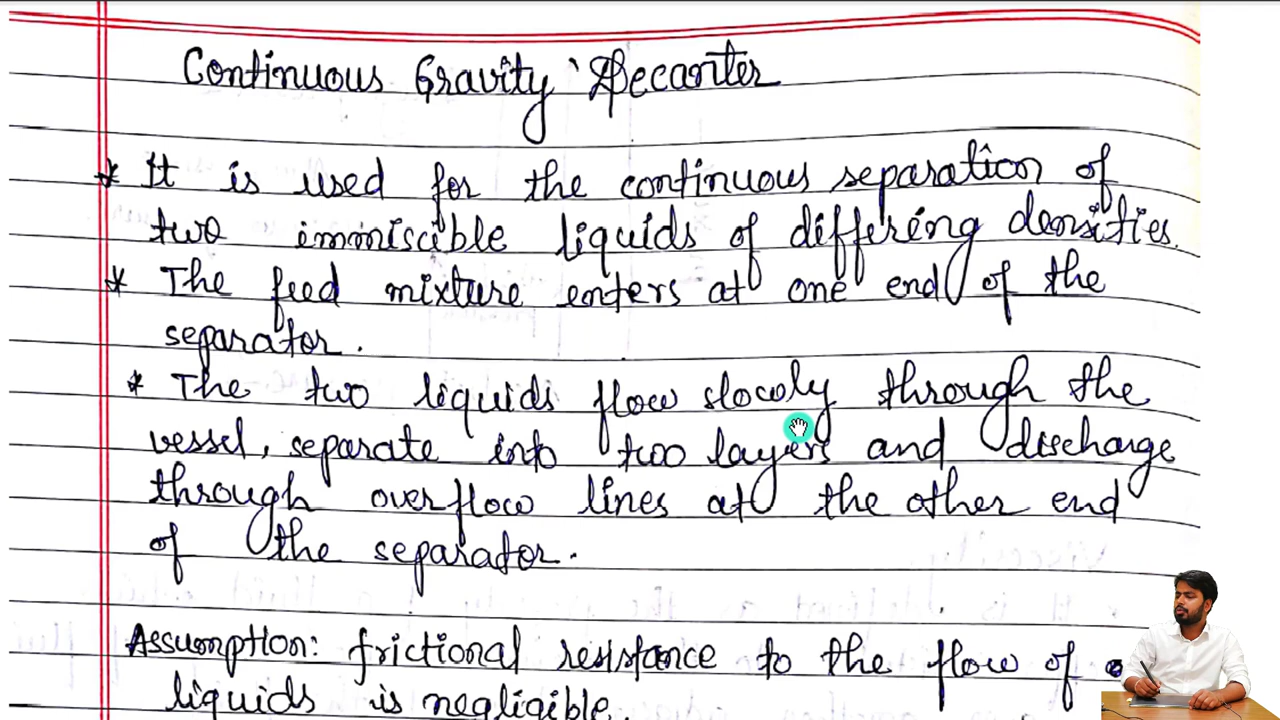 Continuous Gravity Decanter
* It is used for the continuous separation of
two immiscible liquids of differing densities.
* The feed mixture enters at one end of the
separator.
* The two liquids flow slowly through the
vessel, separate into two layers and discharge
through overflow lines at the other end
of the separator.
Assumption: frictional resistance to the flow of
liquids is negligible.